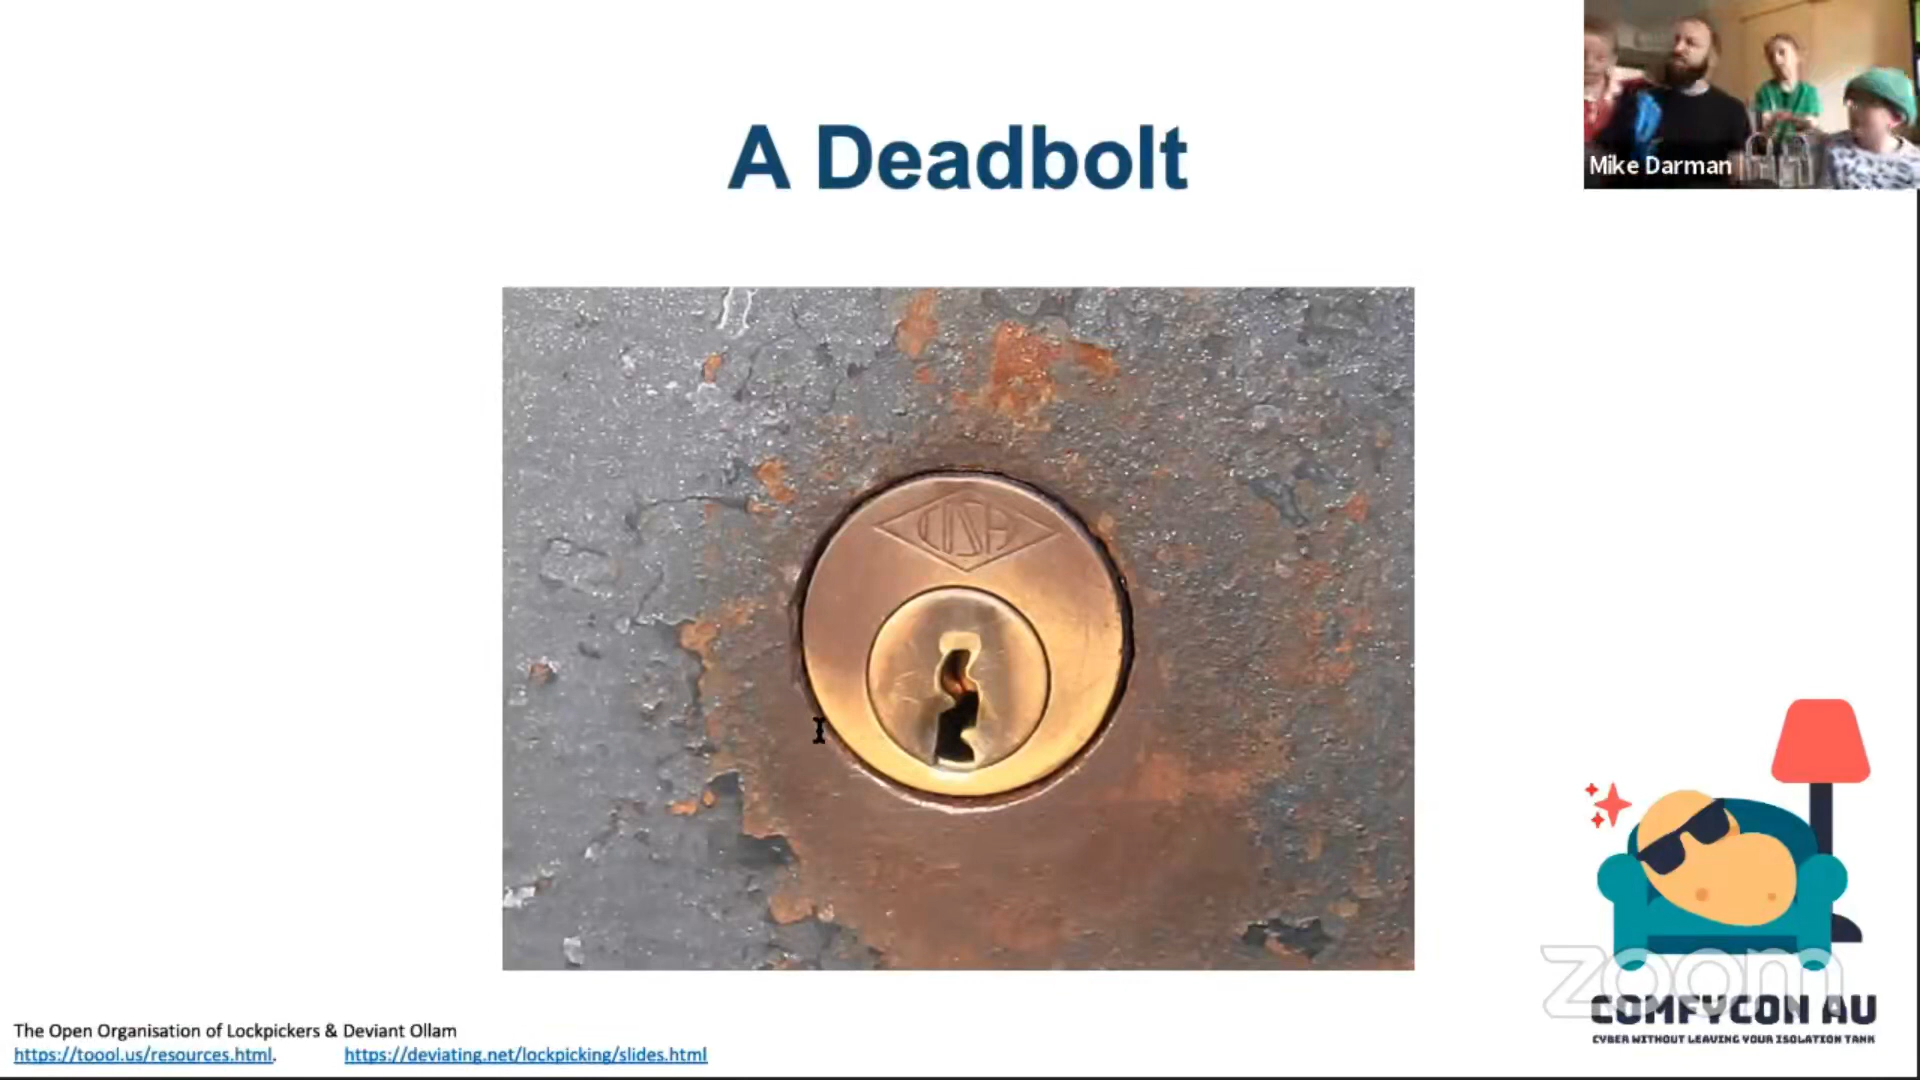 A Deadbolt
Mike Darman
CISA
The Open Organisation of Lockpickers & Deviant Ollam
https://toool.us/resources.html. https://deviating.net/lockpicking/slides.html
zoom
COMFYCON AU
CYBER WITHOUT LEAVING YOUR ISOLATION TANK